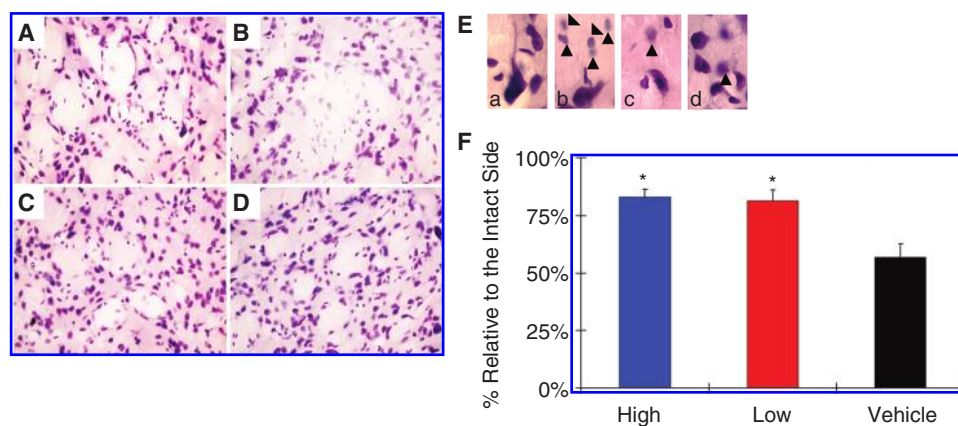 A
B
C
D
E
a
b
c
d
F
% Relative to the Intact Side
100%
75%
50%
25%
0%
*
*
High
Low
Vehicle